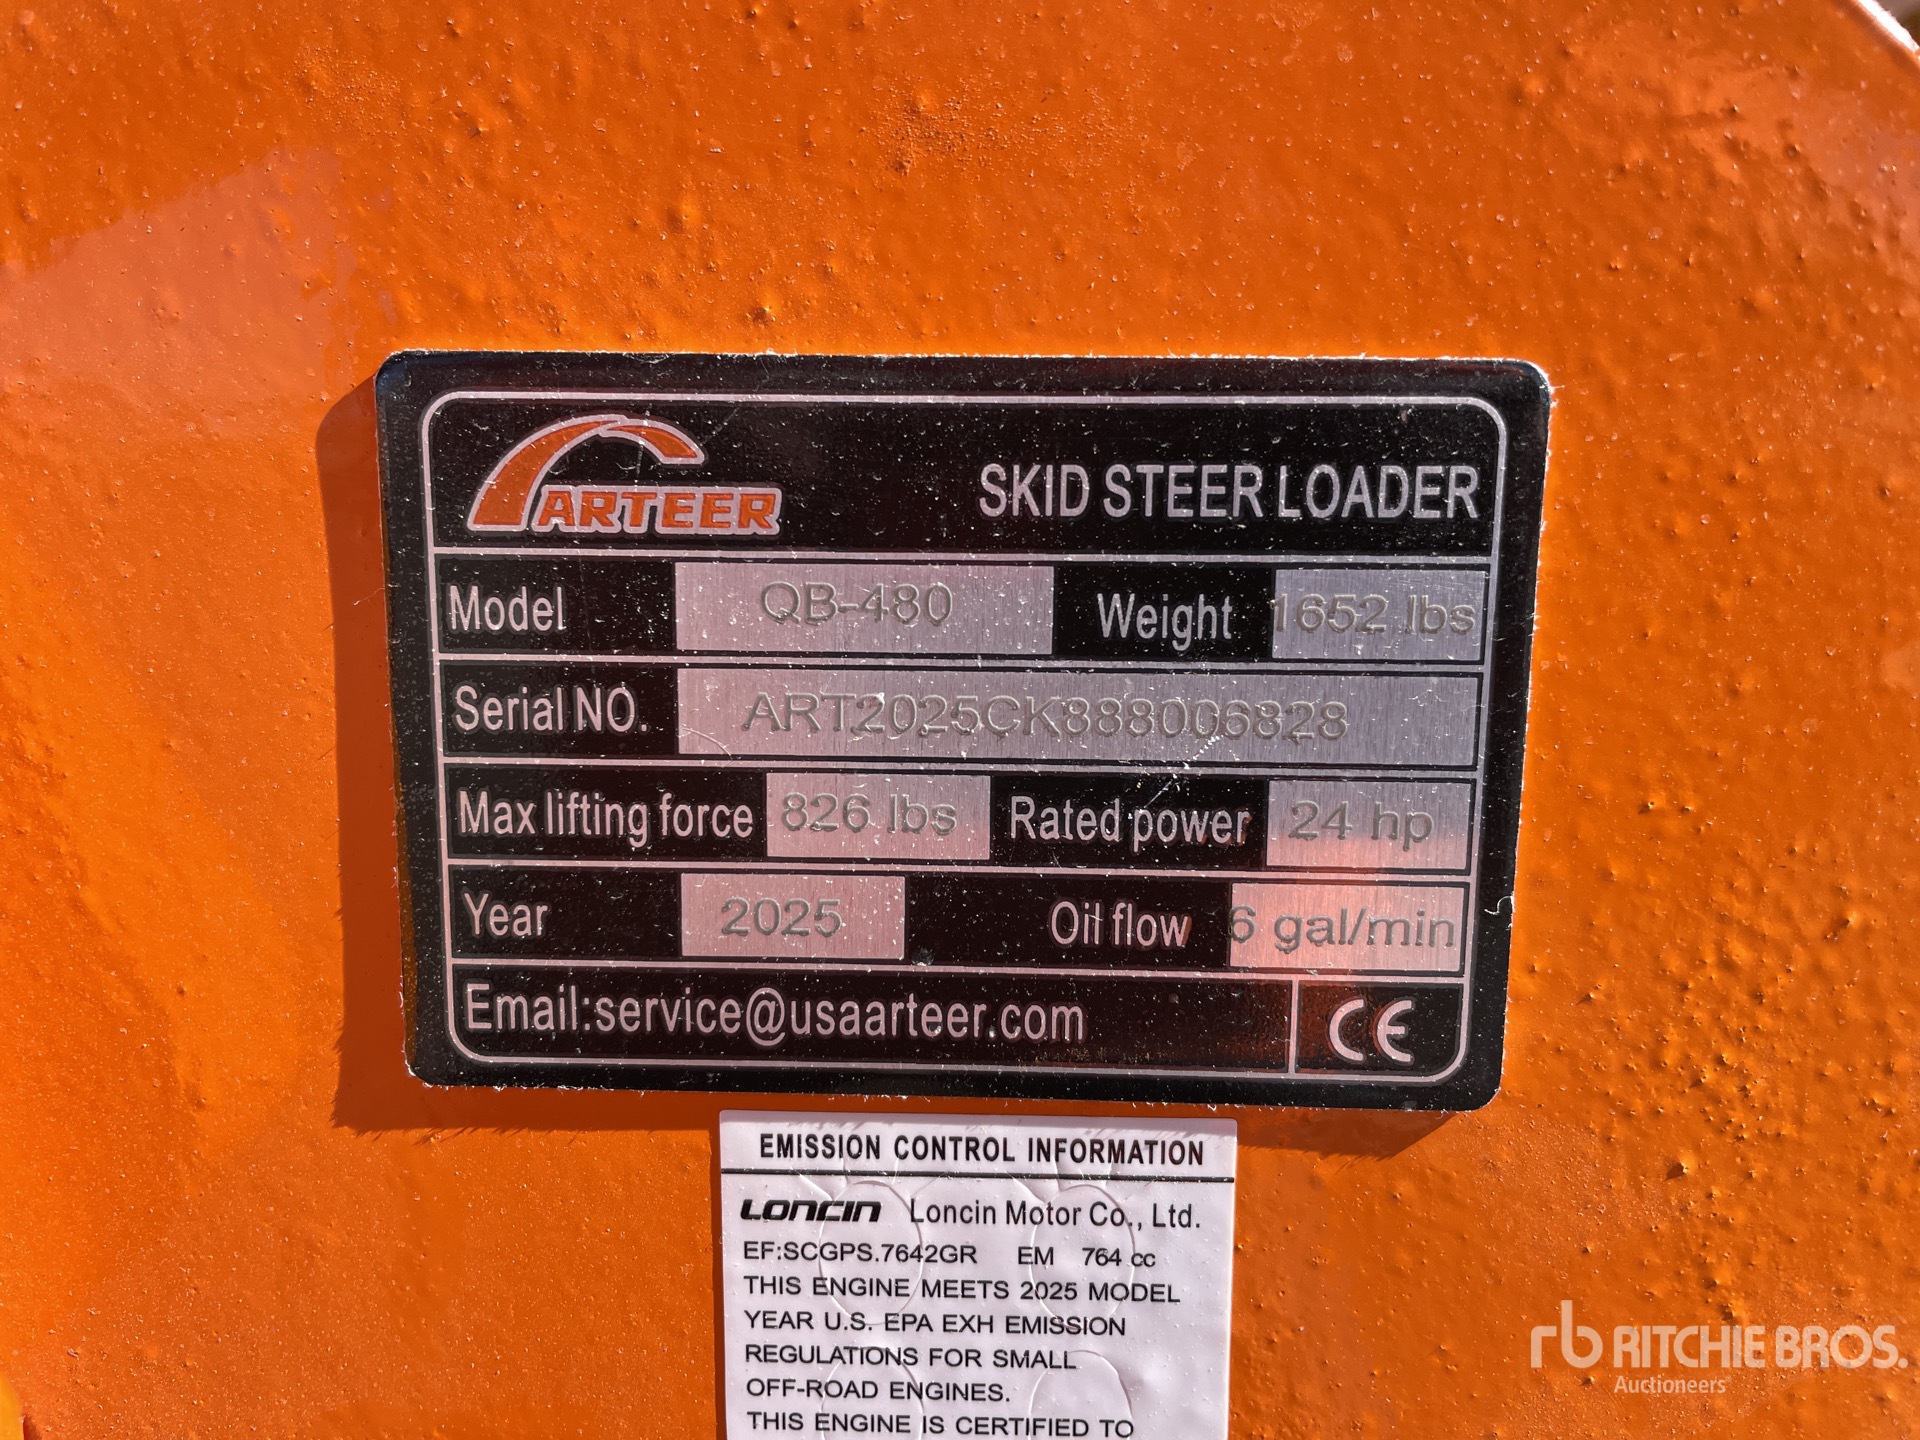 ARTEER SKID STEER LOADER
Model QB-480 Weight 1652 lbs
Serial NO. ART2025CK888006828
Max lifting force 826 lbs Rated power 24 hp
Year 2025 Oil flow 6 gal/min
Email:service@usaarteer.com CE
EMISSION CONTROL INFORMATION
LONCIN Loncin Motor Co., Ltd.
EF:SCGPS.7642GR EM 764 cc
THIS ENGINE MEETS 2025 MODEL
YEAR U.S. EPA EXH EMISSION
REGULATIONS FOR SMALL
OFF-ROAD ENGINES.
THIS ENGINE IS CERTIFIED TO
rb RITCHIE BROS.
Auctioneers